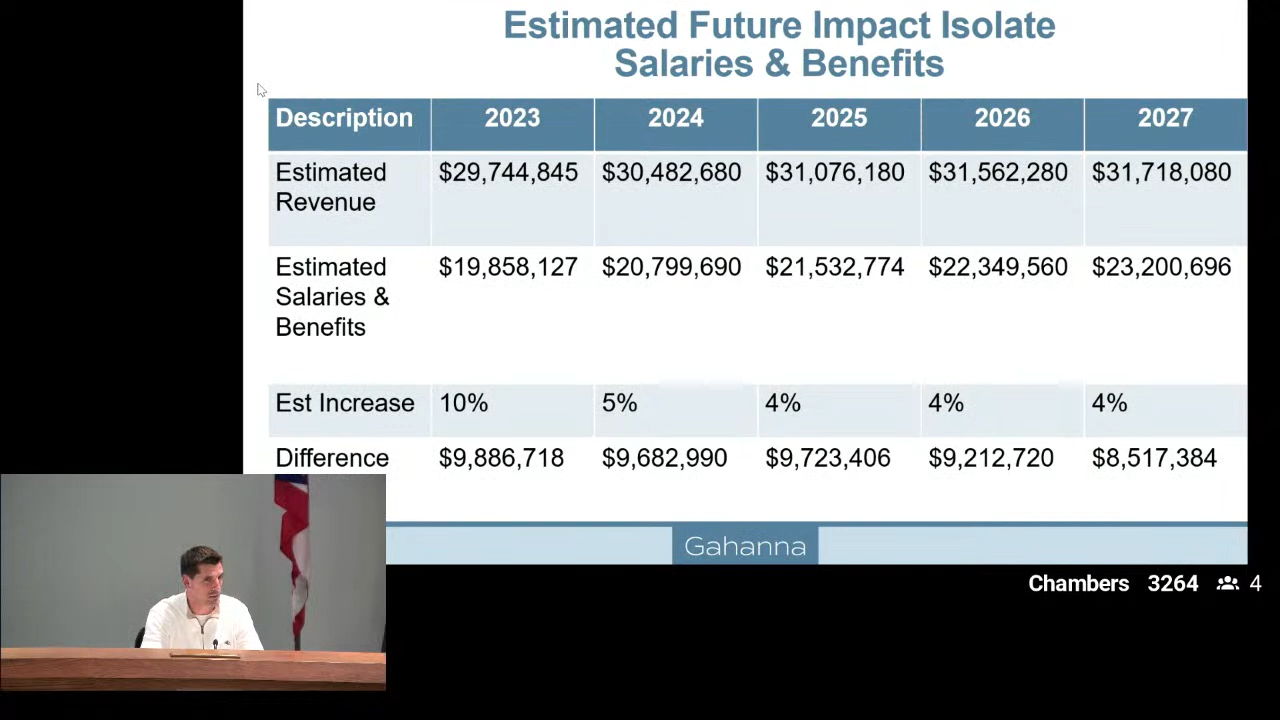 Estimated Future Impact Isolate
Salaries & Benefits
Description 2023 2024 2025 2026 2027
Estimated $29,744,845 $30,482,680 $31,076,180 $31,562,280 $31,718,080
Revenue
Estimated $19,858,127 $20,799,690 $21,532,774 $22,349,560 $23,200,696
Salaries &
Benefits
Est Increase 10% 5% 4% 4% 4%
Difference $9,886,718 $9,682,990 $9,723,406 $9,212,720 $8,517,384
Gahanna
Chambers 3264 4